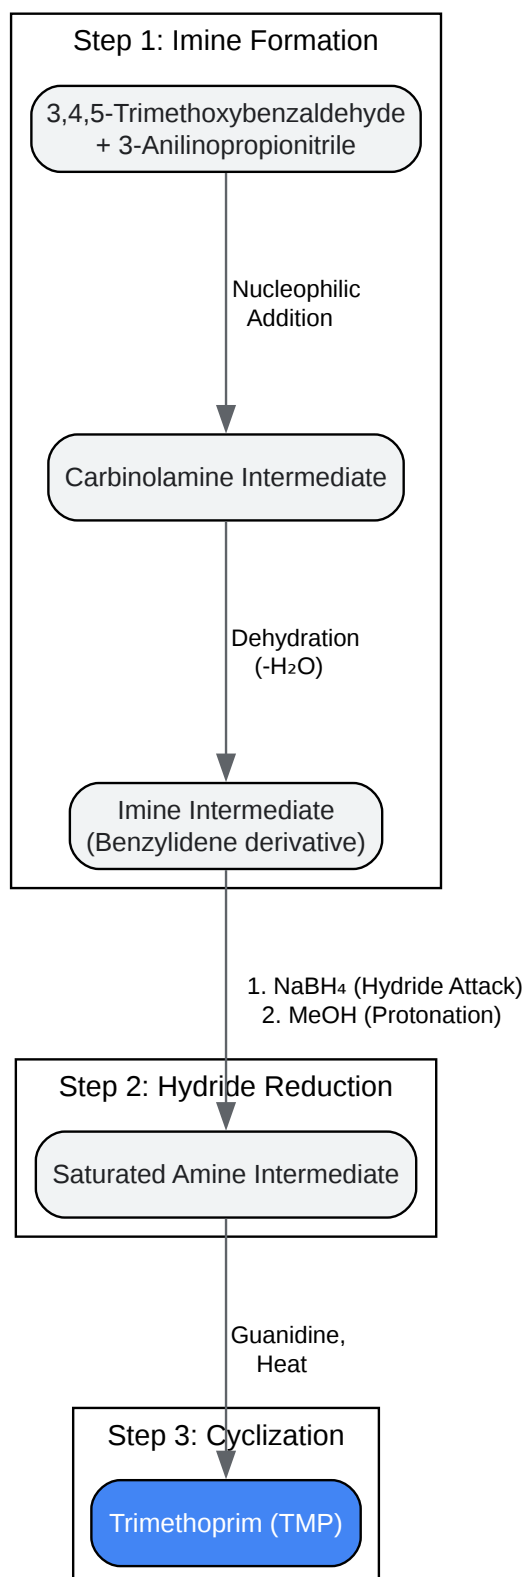 Step 1: Imine Formation
3,4,5-Trimethoxybenzaldehyde
+ 3-Anilinopropionitrile
Nucleophilic
Addition
Carbinolamine Intermediate
Dehydration
(-H₂O)
Imine Intermediate
(Benzylidene derivative)
1. NaBH₄ (Hydride Attack)
2. MeOH (Protonation)
Step 2: Hydride Reduction
Saturated Amine Intermediate
Guanidine,
Heat
Step 3: Cyclization
Trimethoprim (TMP)